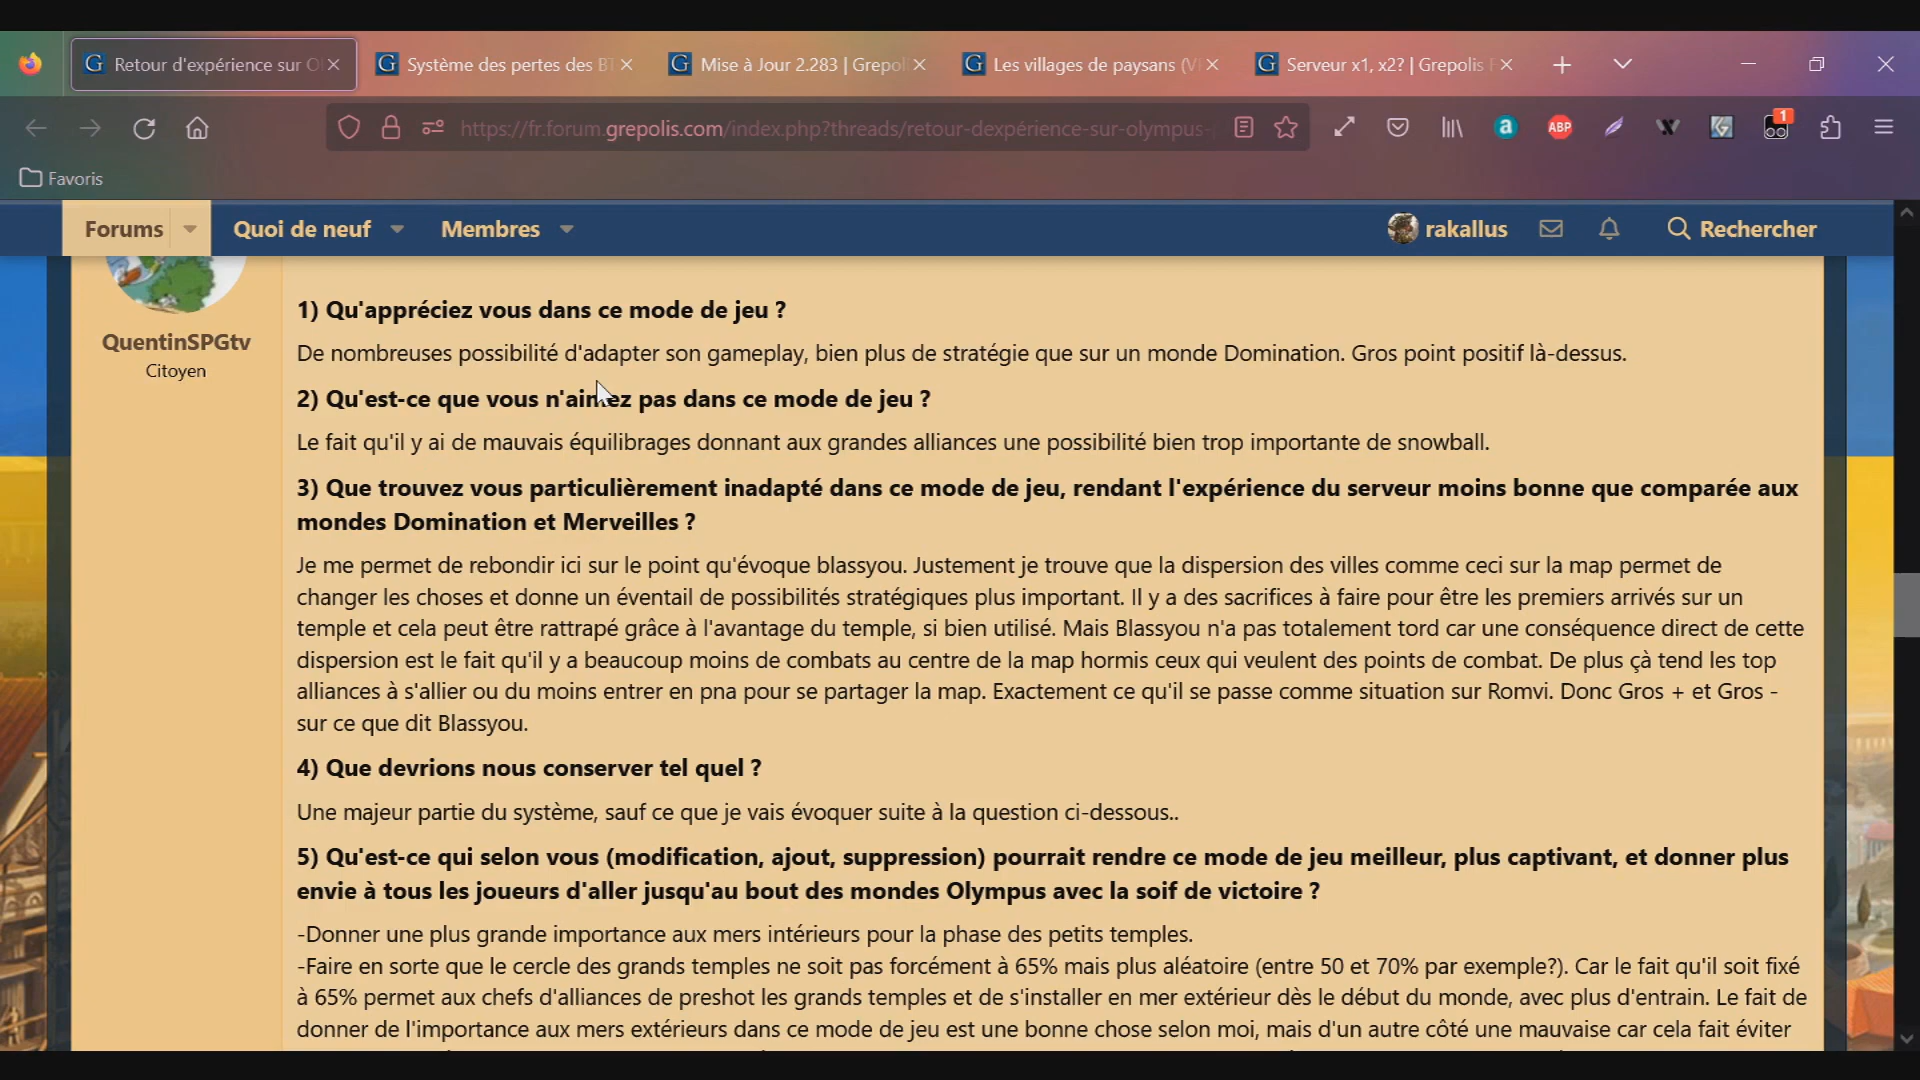 Retour d'expérience sur O
Système des pertes des BT
Mise à Jour 2.283 | Grepol
Les villages de paysans (V
Serveur x1, x2? | Grepolis F
https://fr.forum.grepolis.com/index.php?threads/retour-dexpérience-sur-olympus-
ABP
1
Favoris
Forums
Quoi de neuf
Membres
rakallus
Rechercher
QuentinSPGtv
Citoyen
1) Qu'appréciez vous dans ce mode de jeu ?
De nombreuses possibilité d'adapter son gameplay, bien plus de stratégie que sur un monde Domination. Gros point positif là-dessus.
2) Qu'est-ce que vous n'aimez pas dans ce mode de jeu ?
Le fait qu'il y ai de mauvais équilibrages donnant aux grandes alliances une possibilité bien trop importante de snowball.
3) Que trouvez vous particulièrement inadapté dans ce mode de jeu, rendant l'expérience du serveur moins bonne que comparée aux
mondes Domination et Merveilles ?
Je me permet de rebondir ici sur le point qu'évoque blassyou. Justement je trouve que la dispersion des villes comme ceci sur la map permet de
changer les choses et donne un éventail de possibilités stratégiques plus important. Il y a des sacrifices à faire pour être les premiers arrivés sur un
temple et cela peut être rattrapé grâce à l'avantage du temple, si bien utilisé. Mais Blassyou n'a pas totalement tord car une conséquence direct de cette
dispersion est le fait qu'il y a beaucoup moins de combats au centre de la map hormis ceux qui veulent des points de combat. De plus çà tend les top
alliances à s'allier ou du moins entrer en pna pour se partager la map. Exactement ce qu'il se passe comme situation sur Romvi. Donc Gros + et Gros -
sur ce que dit Blassyou.
4) Que devrions nous conserver tel quel ?
Une majeur partie du système, sauf ce que je vais évoquer suite à la question ci-dessous..
5) Qu'est-ce qui selon vous (modification, ajout, suppression) pourrait rendre ce mode de jeu meilleur, plus captivant, et donner plus
envie à tous les joueurs d'aller jusqu'au bout des mondes Olympus avec la soif de victoire ?
-Donner une plus grande importance aux mers intérieurs pour la phase des petits temples.
-Faire en sorte que le cercle des grands temples ne soit pas forcément à 65% mais plus aléatoire (entre 50 et 70% par exemple?). Car le fait qu'il soit fixé
à 65% permet aux chefs d'alliances de preshot les grands temples et de s'installer en mer extérieur dès le début du monde, avec plus d'entrain. Le fait de
donner de l'importance aux mers extérieurs dans ce mode de jeu est une bonne chose selon moi, mais d'un autre côté une mauvaise car cela fait éviter